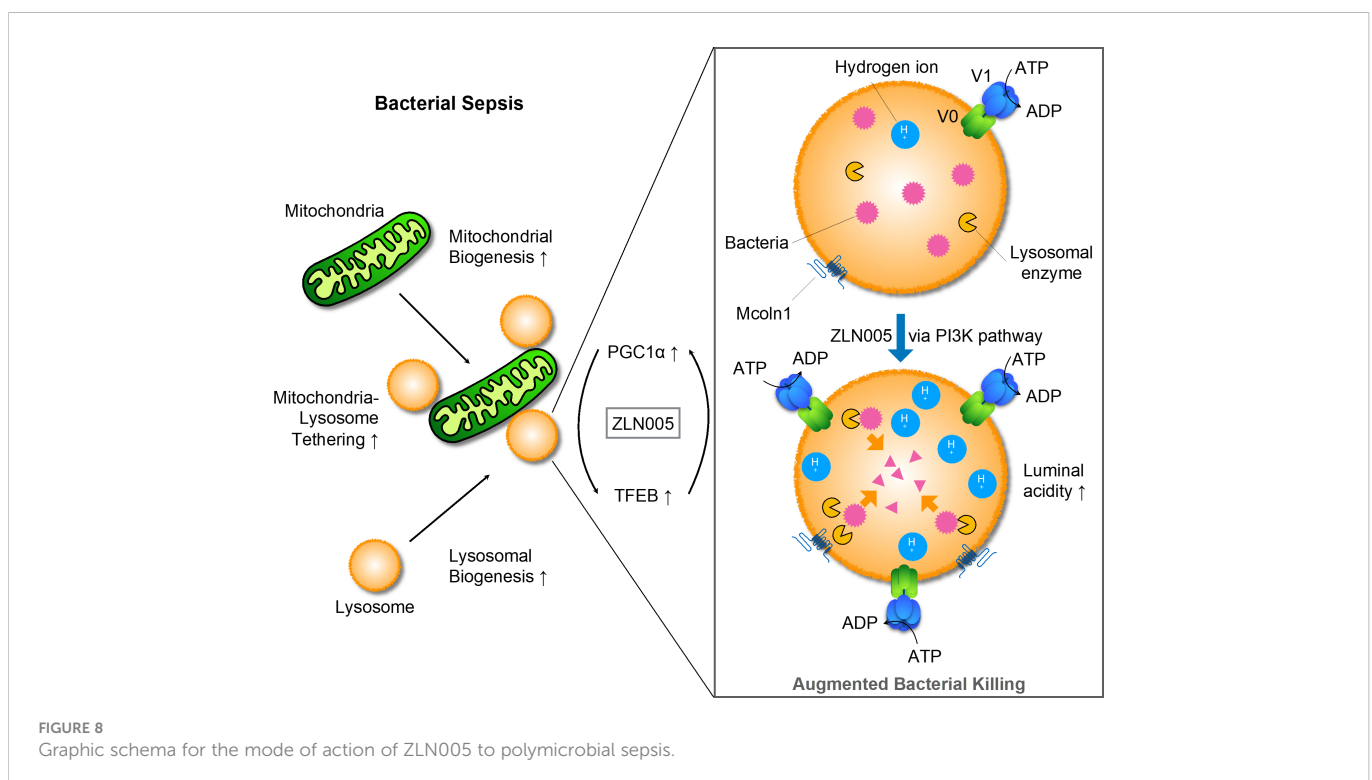 Bacterial Sepsis
Mitochondria
Mitochondrial
Biogenesis ↑
Mitochondria-
Lysosome
Tethering ↑
Lysosomal
Biogenesis ↑
Lysosome
PGC1α ↑
ZLN005
TFEB ↑
Hydrogen ion
V1
ATP
ADP
V0
H
+
Bacteria
Lysosomal
enzyme
Mcoln1
ZLN005 via PI3K pathway
ATP
ADP
ATP
ADP
H
+
H
+
H
+
H
+
H
+
H
+
Luminal
acidity ↑
ADP
ATP
Augmented Bacterial Killing
FIGURE 8
Graphic schema for the mode of action of ZLN005 to polymicrobial sepsis.